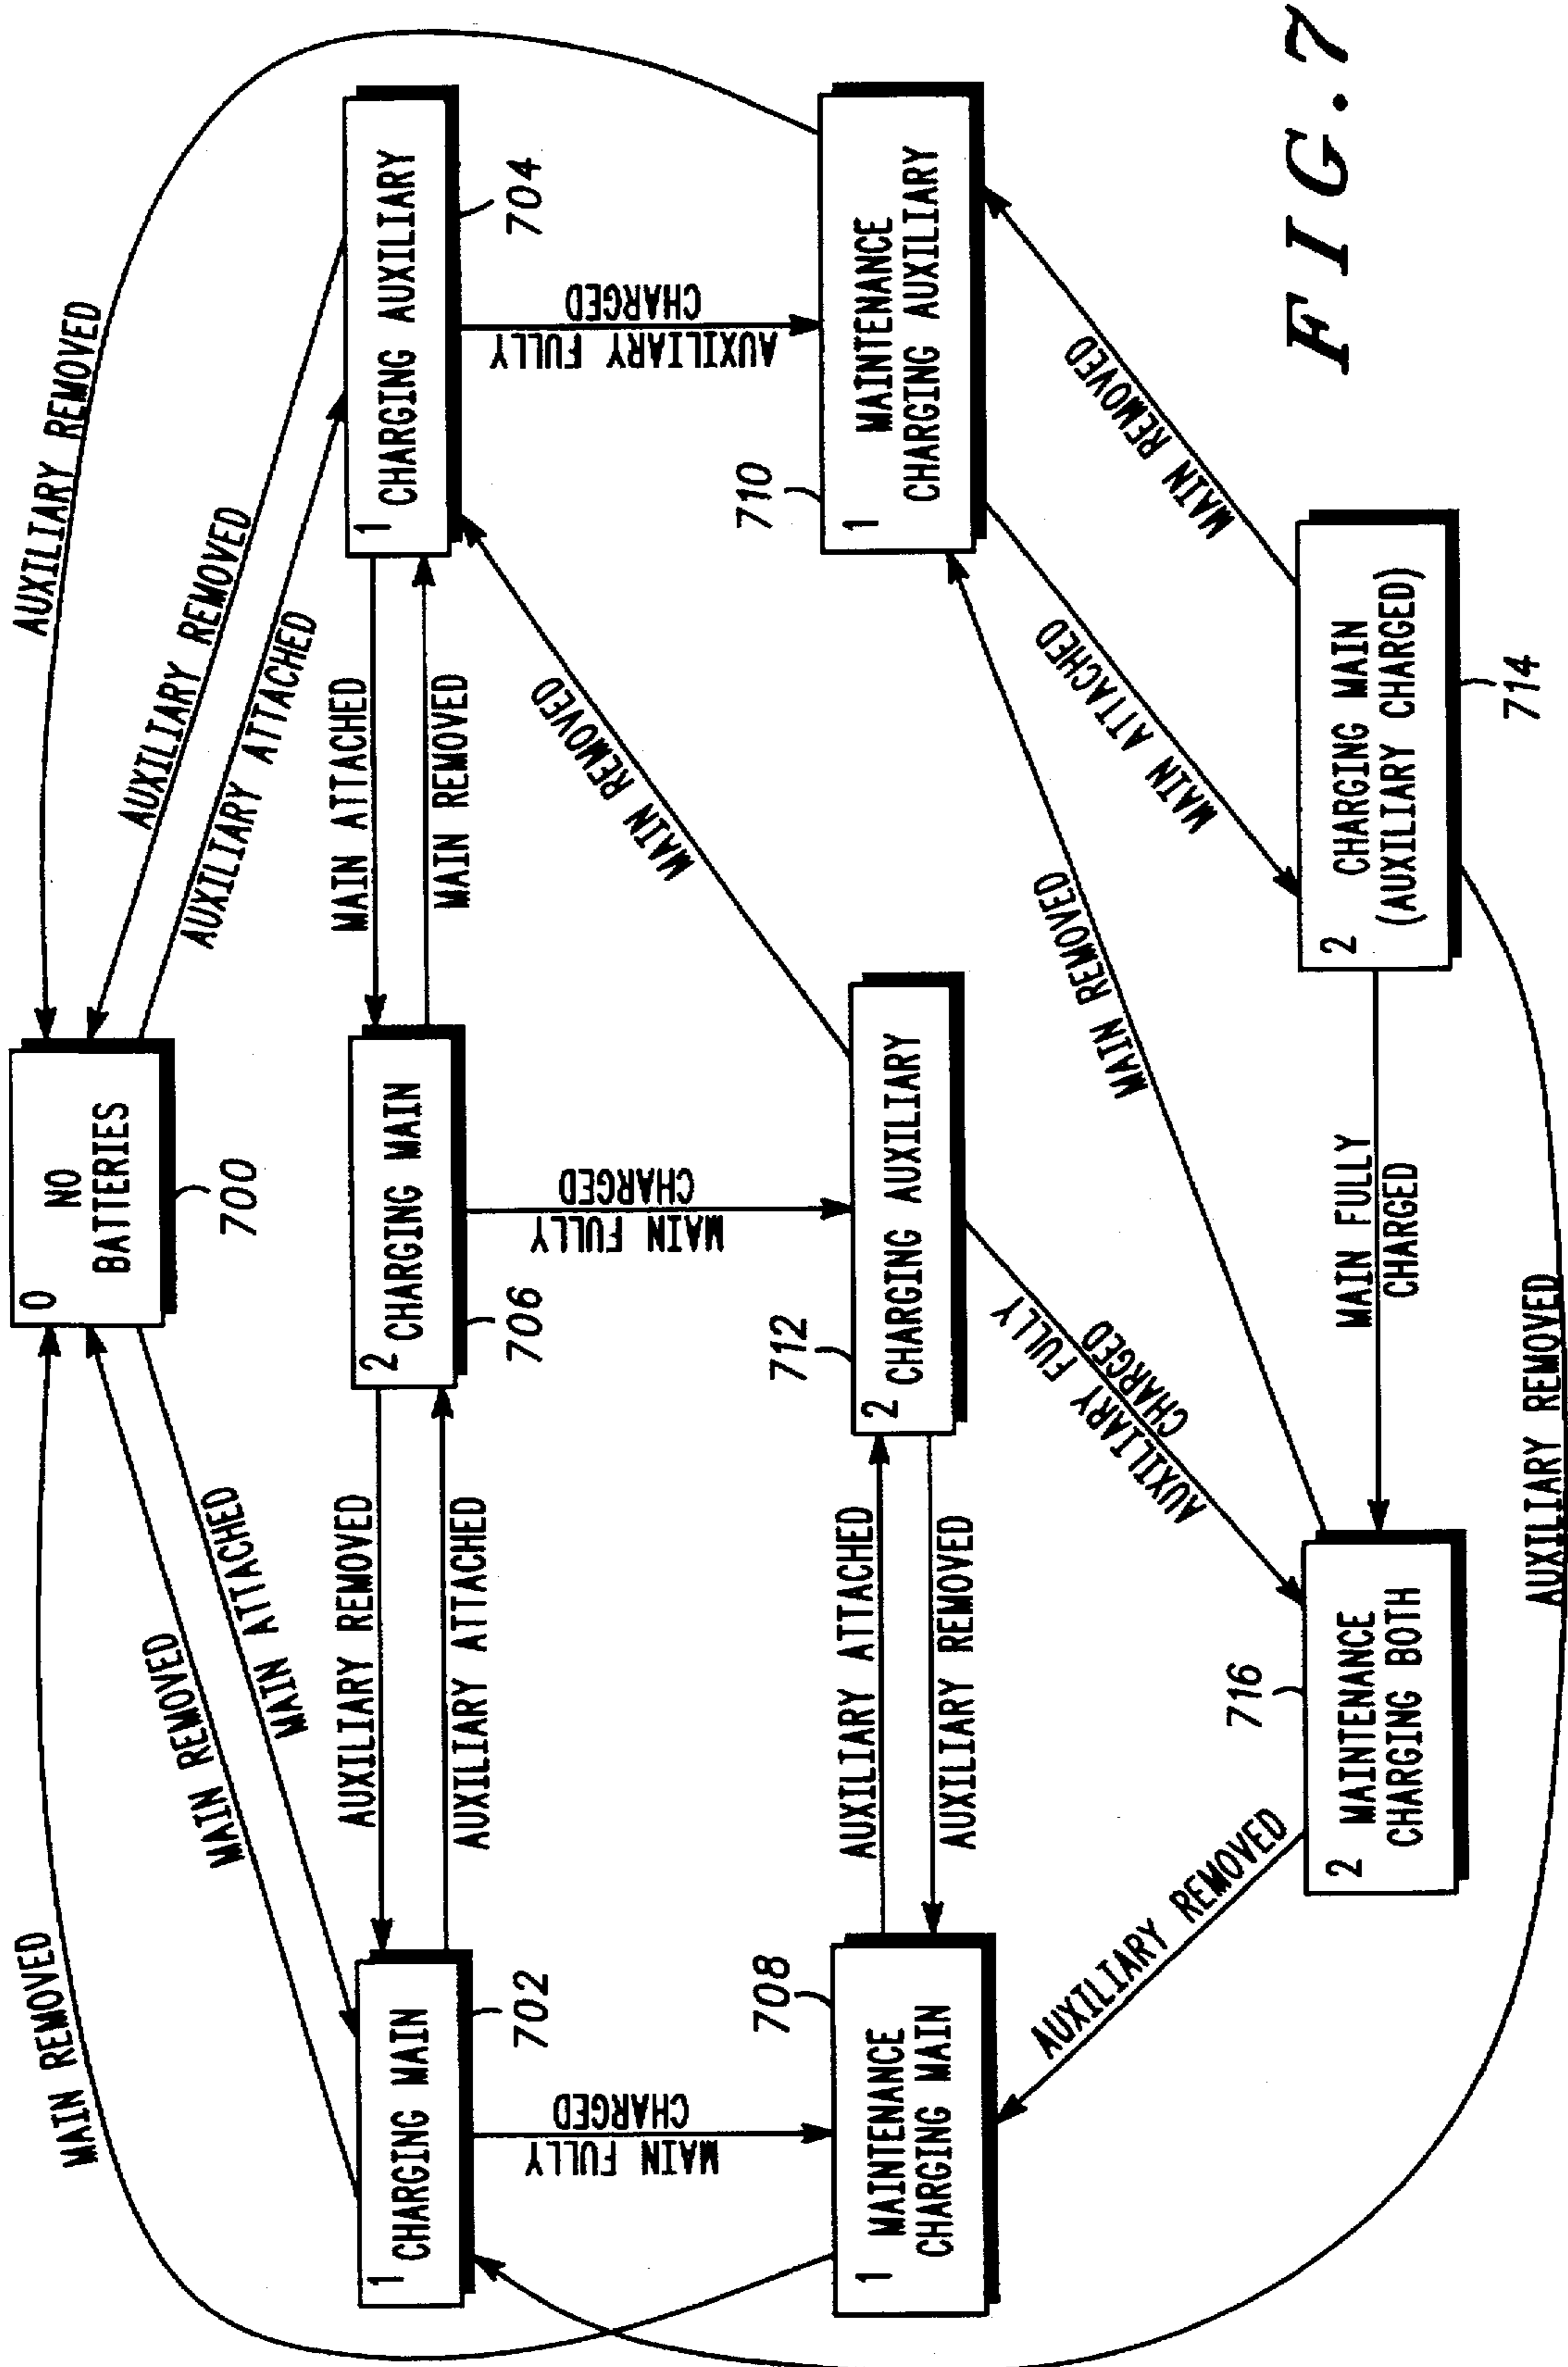 0
NO
BATTERIES
700
MAIN REMOVED
MAIN REMOVED
MAIN ATTACHED
AUXILIARY REMOVED
AUXILIARY REMOVED
AUXILIARY ATTACHED
1
CHARGING MAIN
702
AUXILIARY REMOVED
AUXILIARY ATTACHED
2
CHARGING MAIN
706
MAIN ATTACHED
MAIN REMOVED
1
CHARGING AUXILIARY
704
MAIN FULLY
CHARGED
MAIN FULLY
CHARGED
MAIN REMOVED
AUXILIARY FULLY
CHARGED
708
1
MAINTENANCE
CHARGING MAIN
AUXILIARY ATTACHED
AUXILIARY REMOVED
712
2
CHARGING AUXILIARY
710
1
MAINTENANCE
CHARGING AUXILIARY
AUXILIARY REMOVED
AUXILIARY FULLY
CHARGED
MAIN REMOVED
MAIN ATTACHED
MAIN REMOVED
716
2
MAINTENANCE
CHARGING BOTH
MAIN FULLY
CHARGED
2
CHARGING MAIN
(AUXILIARY CHARGED)
714
AUXILIARY REMOVED
FIG.7